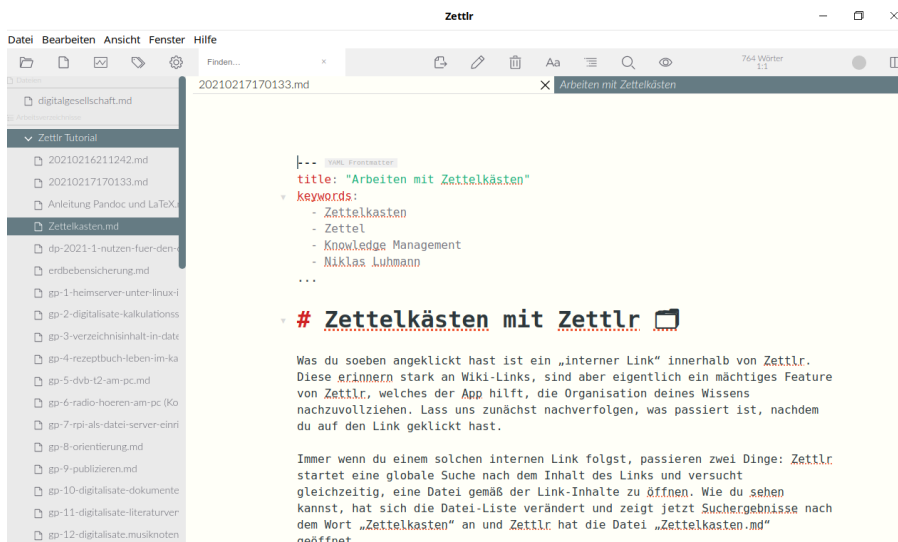 Zettlr
Datei Bearbeiten Ansicht Fenster Hilfe
Finden...
Aa
764 Wörter
1:1
Dateien
digitalgesellschaft.md
Arbeitsverzeichnisse
Zettlr Tutorial
20210216211242.md
20210217170133.md
Anleitung Pandoc und LaTeX.
Zettelkasten.md
dp-2021-1-nutzen-fuer-den-
erdbebensicherung.md
gp-1-heimserver-unter-linux-i
gp-2-digitalisate-kalkulationss
gp-3-verzeichnisinhalt-in-date
gp-4-rezeptbuch-leben-im-ka
gp-5-dvb-t2-am-pc.md
gp-6-radio-hoeren-am-pc (Ko
gp-7-rpi-als-datei-server-einri
gp-8-orientierung.md
gp-9-publizieren.md
gp-10-digitalisate-dokumente
gp-11-digitalisate-literaturver
gp-12-digitalisate.musiknoten
20210217170133.md
Arbeiten mit Zettelkästen
--- YAML Frontmatter
title: "Arbeiten mit Zettelkästen"
keywords:
- Zettelkasten
- Zettel
- Knowledge Management
- Niklas Luhmann
...
# Zettelkästen mit Zettlr 🗂
Was du soeben angeklickt hast ist ein „interner Link“ innerhalb von Zettlr.
Diese erinnern stark an Wiki-Links, sind aber eigentlich ein mächtiges Feature
von Zettlr, welches der App hilft, die Organisation deines Wissens
nachzuvollziehen. Lass uns zunächst nachverfolgen, was passiert ist, nachdem
du auf den Link geklickt hast.
Immer wenn du einem solchen internen Link folgst, passieren zwei Dinge: Zettlr
startet eine globale Suche nach dem Inhalt des Links und versucht
gleichzeitig, eine Datei gemäß der Link-Inhalte zu öffnen. Wie du sehen
kannst, hat sich die Datei-Liste verändert und zeigt jetzt Suchergebnisse nach
dem Wort „Zettelkasten“ an und Zettlr hat die Datei „Zettelkasten.md“
geöffnet